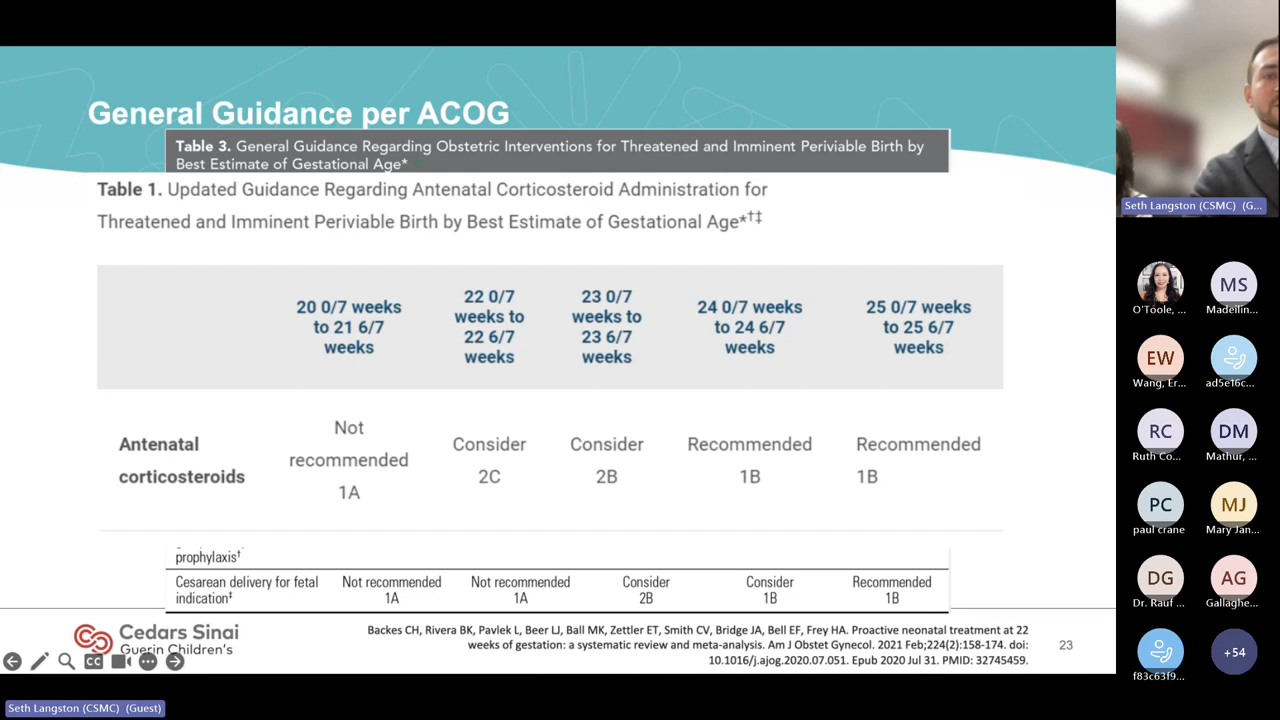 General Guidance per ACOG
Table 3. General Guidance Regarding Obstetric Interventions for Threatened and Imminent Periviable Birth by
Best Estimate of Gestational Age*
Table 1. Updated Guidance Regarding Antenatal Corticosteroid Administration for
Threatened and Imminent Periviable Birth by Best Estimate of Gestational Age*†‡
20 0/7 weeks
to 21 6/7
weeks
22 0/7
weeks to
22 6/7
weeks
23 0/7
weeks to
23 6/7
weeks
24 0/7 weeks
to 24 6/7
weeks
25 0/7 weeks
to 25 6/7
weeks
Antenatal
corticosteroids
Not
recommended
1A
Consider
2C
Consider
2B
Recommended
1B
Recommended
1B
prophylaxis†
Cesarean delivery for fetal
indication‡
Not recommended
1A
Not recommended
1A
Consider
2B
Consider
1B
Recommended
1B
Cedars Sinai
Guerin Children's
Backes CH, Rivera BK, Pavlek L, Beer LJ, Ball MK, Zettler ET, Smith CV, Bridge JA, Bell EF, Frey HA. Proactive neonatal treatment at 22
weeks of gestation: a systematic review and meta-analysis. Am J Obstet Gynecol. 2021 Feb;224(2):158-174. doi:
10.1016/j.ajog.2020.07.051. Epub 2020 Jul 31. PMID: 32745459.
23
CC
Seth Langston (CSMC) (Guest)
Seth Langston (CSMC) (G...
O'Toole, ...
MS
Madeilin...
EW
Wang, Er...
ad5e16c...
RC
Ruth Co...
DM
Mathur, ...
PC
paul crane
MJ
Mary Jan...
DG
Dr. Rauf ...
AG
Gallaghe...
f83c63f9...
+54